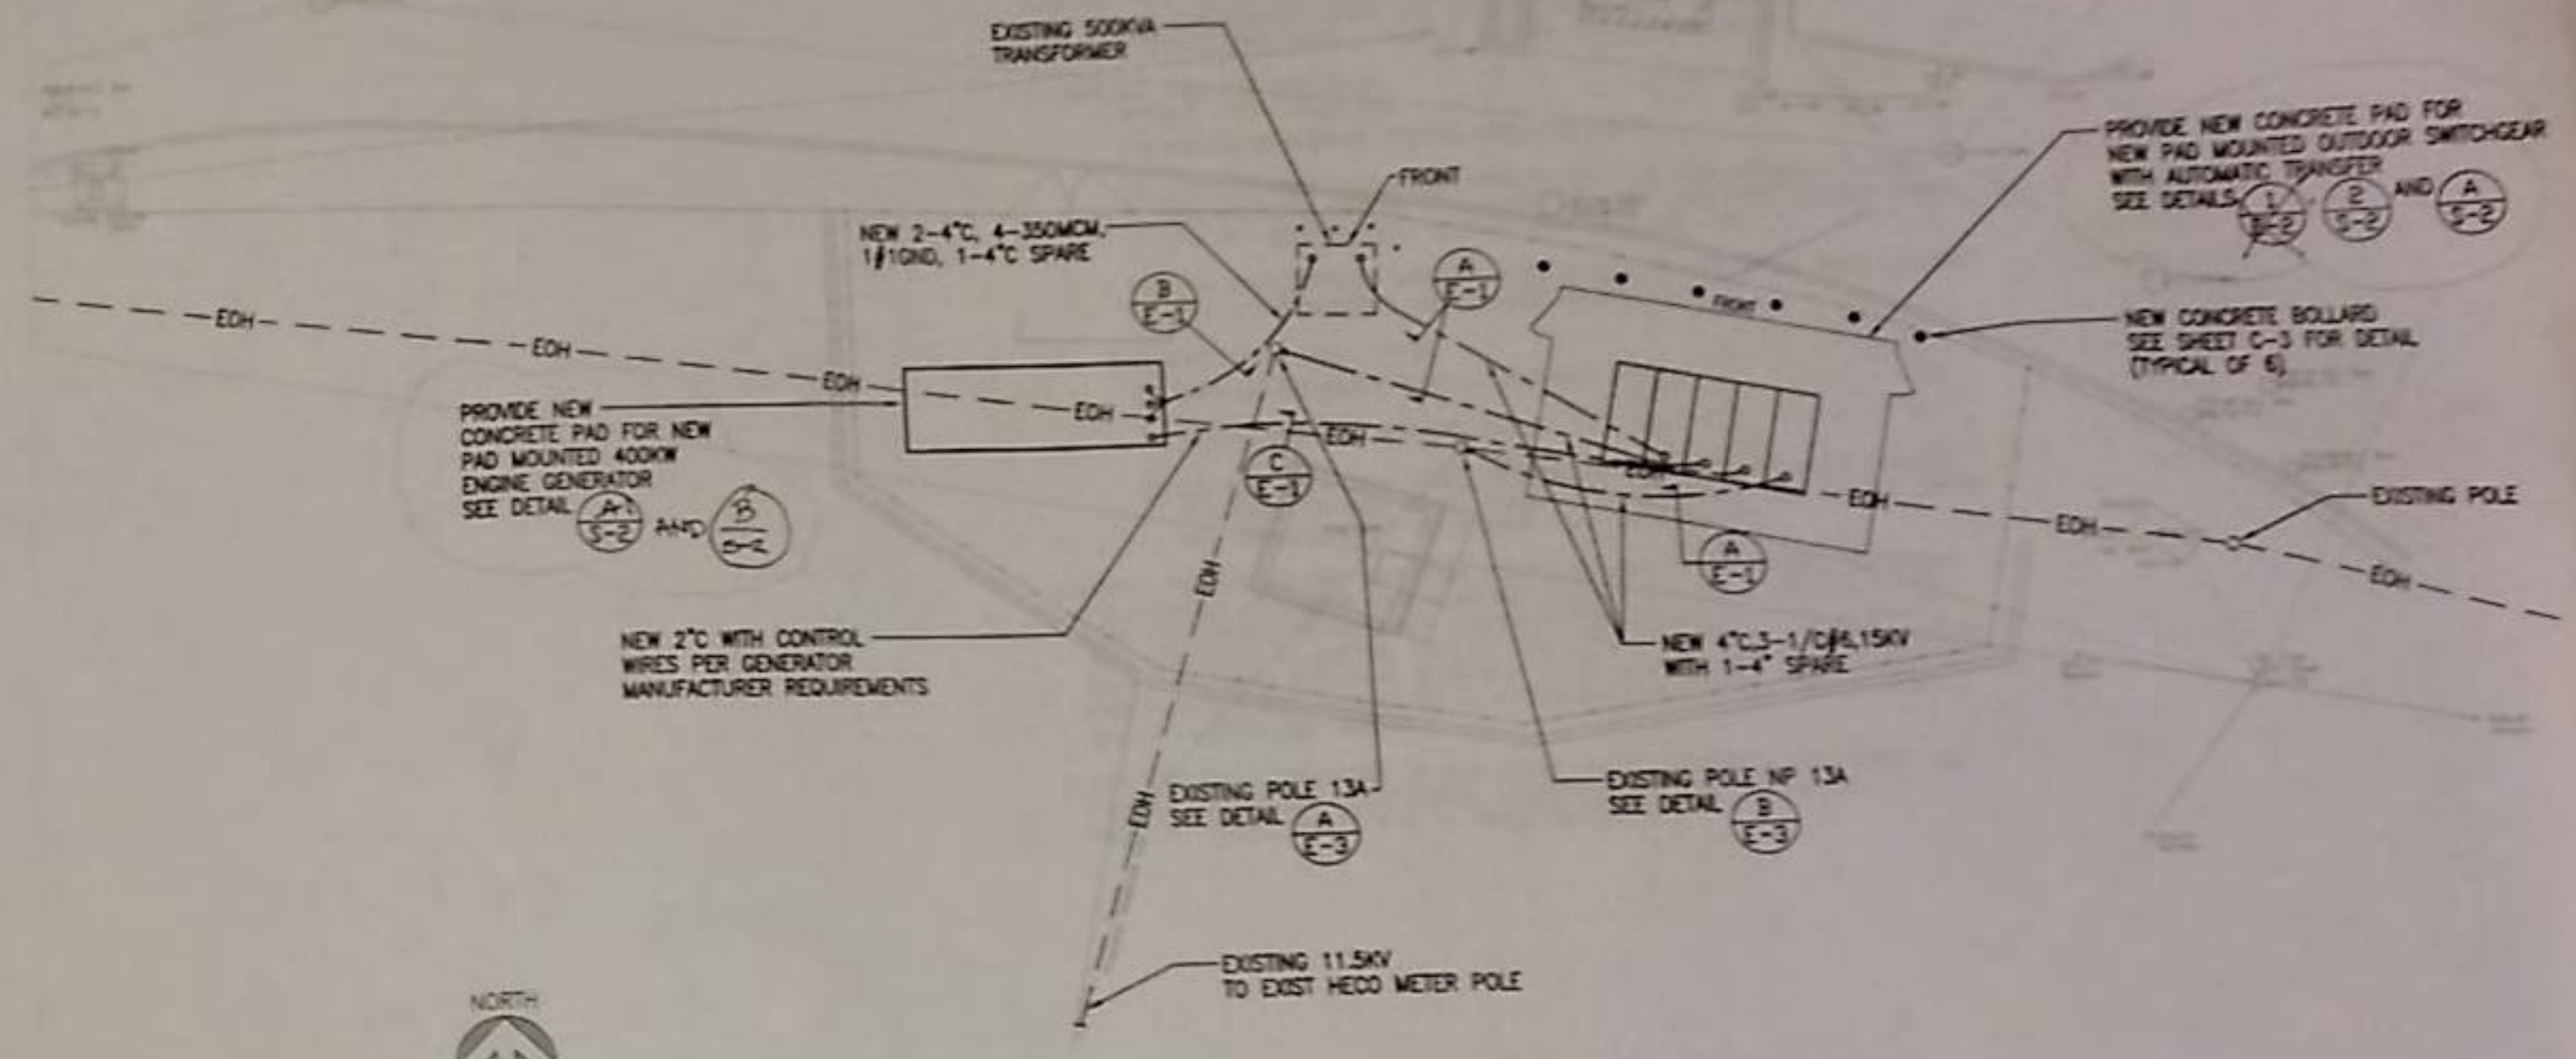 EXISTING 500KVA
TRANSFORMER
FRONT
PROVIDE NEW CONCRETE PAD FOR
NEW PAD MOUNTED OUTDOOR SWITCHGEAR
WITH AUTOMATIC TRANSFER
SEE DETAILS 1 2 AND A
S-2 S-2
NEW 2-4"C, 4-350MCM,
1#1GND, 1-4"C SPARE
B
E-1
A
E-1
FRONT
NEW CONCRETE BOLLARD
SEE SHEET C-3 FOR DETAIL
(TYPICAL OF 6)
EOH
EOH
EOH
EOH
EOH
EOH
EOH
EOH
EOH
PROVIDE NEW
CONCRETE PAD FOR NEW
PAD MOUNTED 400KW
ENGINE GENERATOR
SEE DETAIL A AND B
S-2 S-2
C
E-1
EXISTING POLE
A
E-1
EOH
NEW 2"C WITH CONTROL
WIRES PER GENERATOR
MANUFACTURER REQUIREMENTS
NEW 4"C,3-1/C#6,15KV
WITH 1-4" SPARE
EOH
EXISTING POLE 13A
SEE DETAIL A
E-3
EXISTING POLE NP 13A
SEE DETAIL B
E-3
EXISTING 11.5KV
TO EXIST HECO METER POLE
NORTH